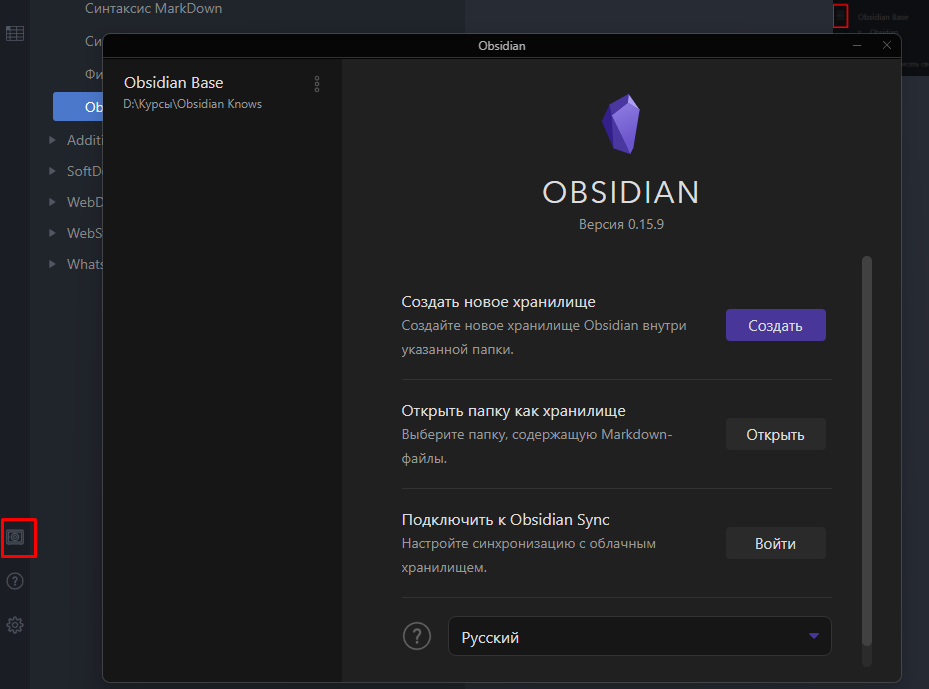 Синтаксис MarkDown
Obsidian Base
Си
Obsidian
Фи
Ob
Additi
SoftD
WebD
WebS
Whats
Obsidian Base
D:\Курсы\Obsidian Knows
OBSIDIAN
Версия 0.15.9
Создать новое хранилище
Создайте новое хранилище Obsidian внутри
указанной папки.
Создать
Открыть папку как хранилище
Выберите папку, содержащую Markdown-
файлы.
Открыть
Подключить к Obsidian Sync
Настройте синхронизацию с облачным
хранилищем.
Войти
?
?
Русский